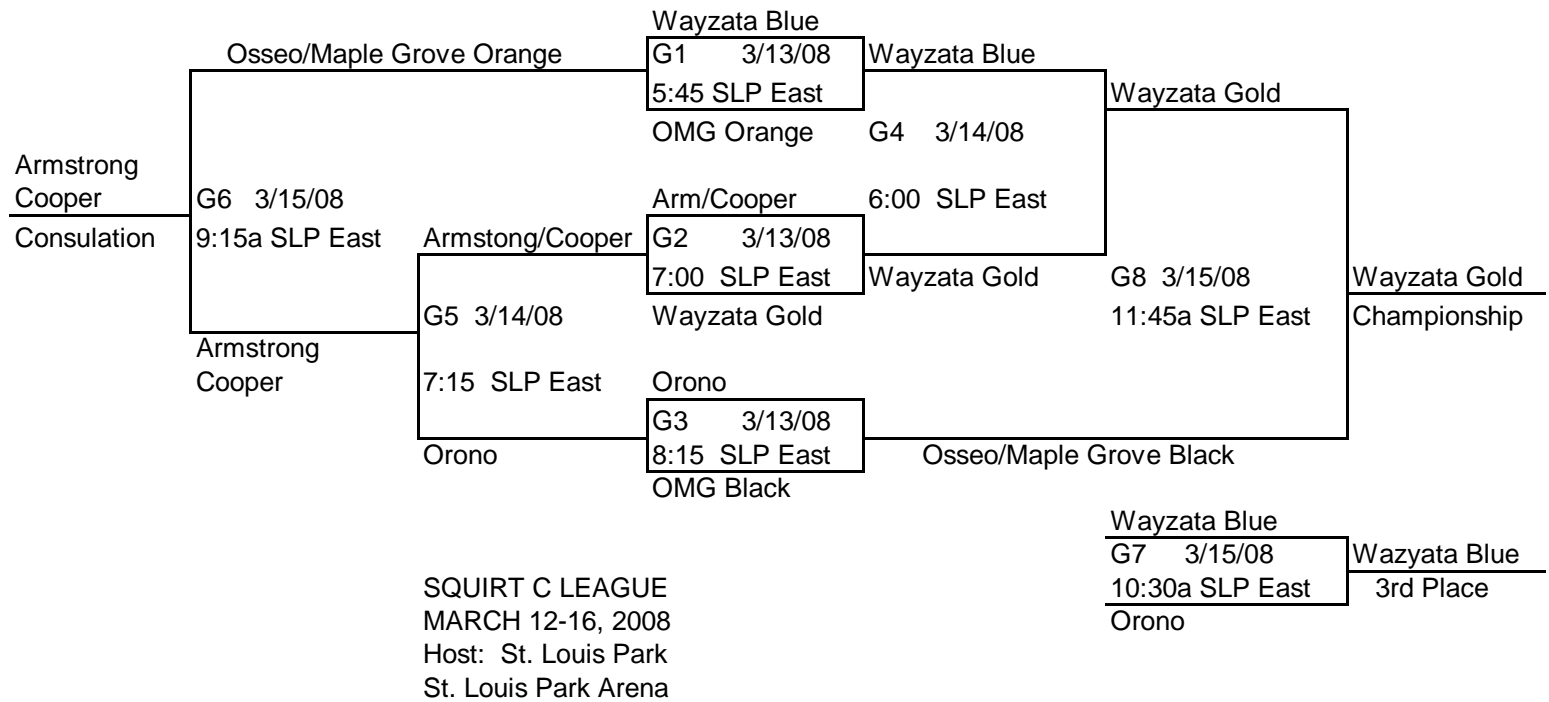 Wayzata Blue
Osseo/Maple Grove Orange G1 3/13/08 Wayzata Blue
5:45 SLP East Wayzata Gold
OMG Orange G4 3/14/08
Armstrong
Cooper G6 3/15/08 Arm/Cooper 6:00 SLP East
Consulation 9:15a SLP East Armstong/Cooper G2 3/13/08
7:00 SLP East Wayzata Gold G8 3/15/08 Wayzata Gold
G5 3/14/08 Wayzata Gold 11:45a SLP East Championship
Armstrong
Cooper 7:15 SLP East Orono
G3 3/13/08
Orono 8:15 SLP East Osseo/Maple Grove Black
OMG Black
Wayzata Blue
G7 3/15/08 Wazyata Blue
SQUIRT C LEAGUE 10:30a SLP East 3rd Place
MARCH 12-16, 2008 Orono
Host: St. Louis Park
St. Louis Park Arena